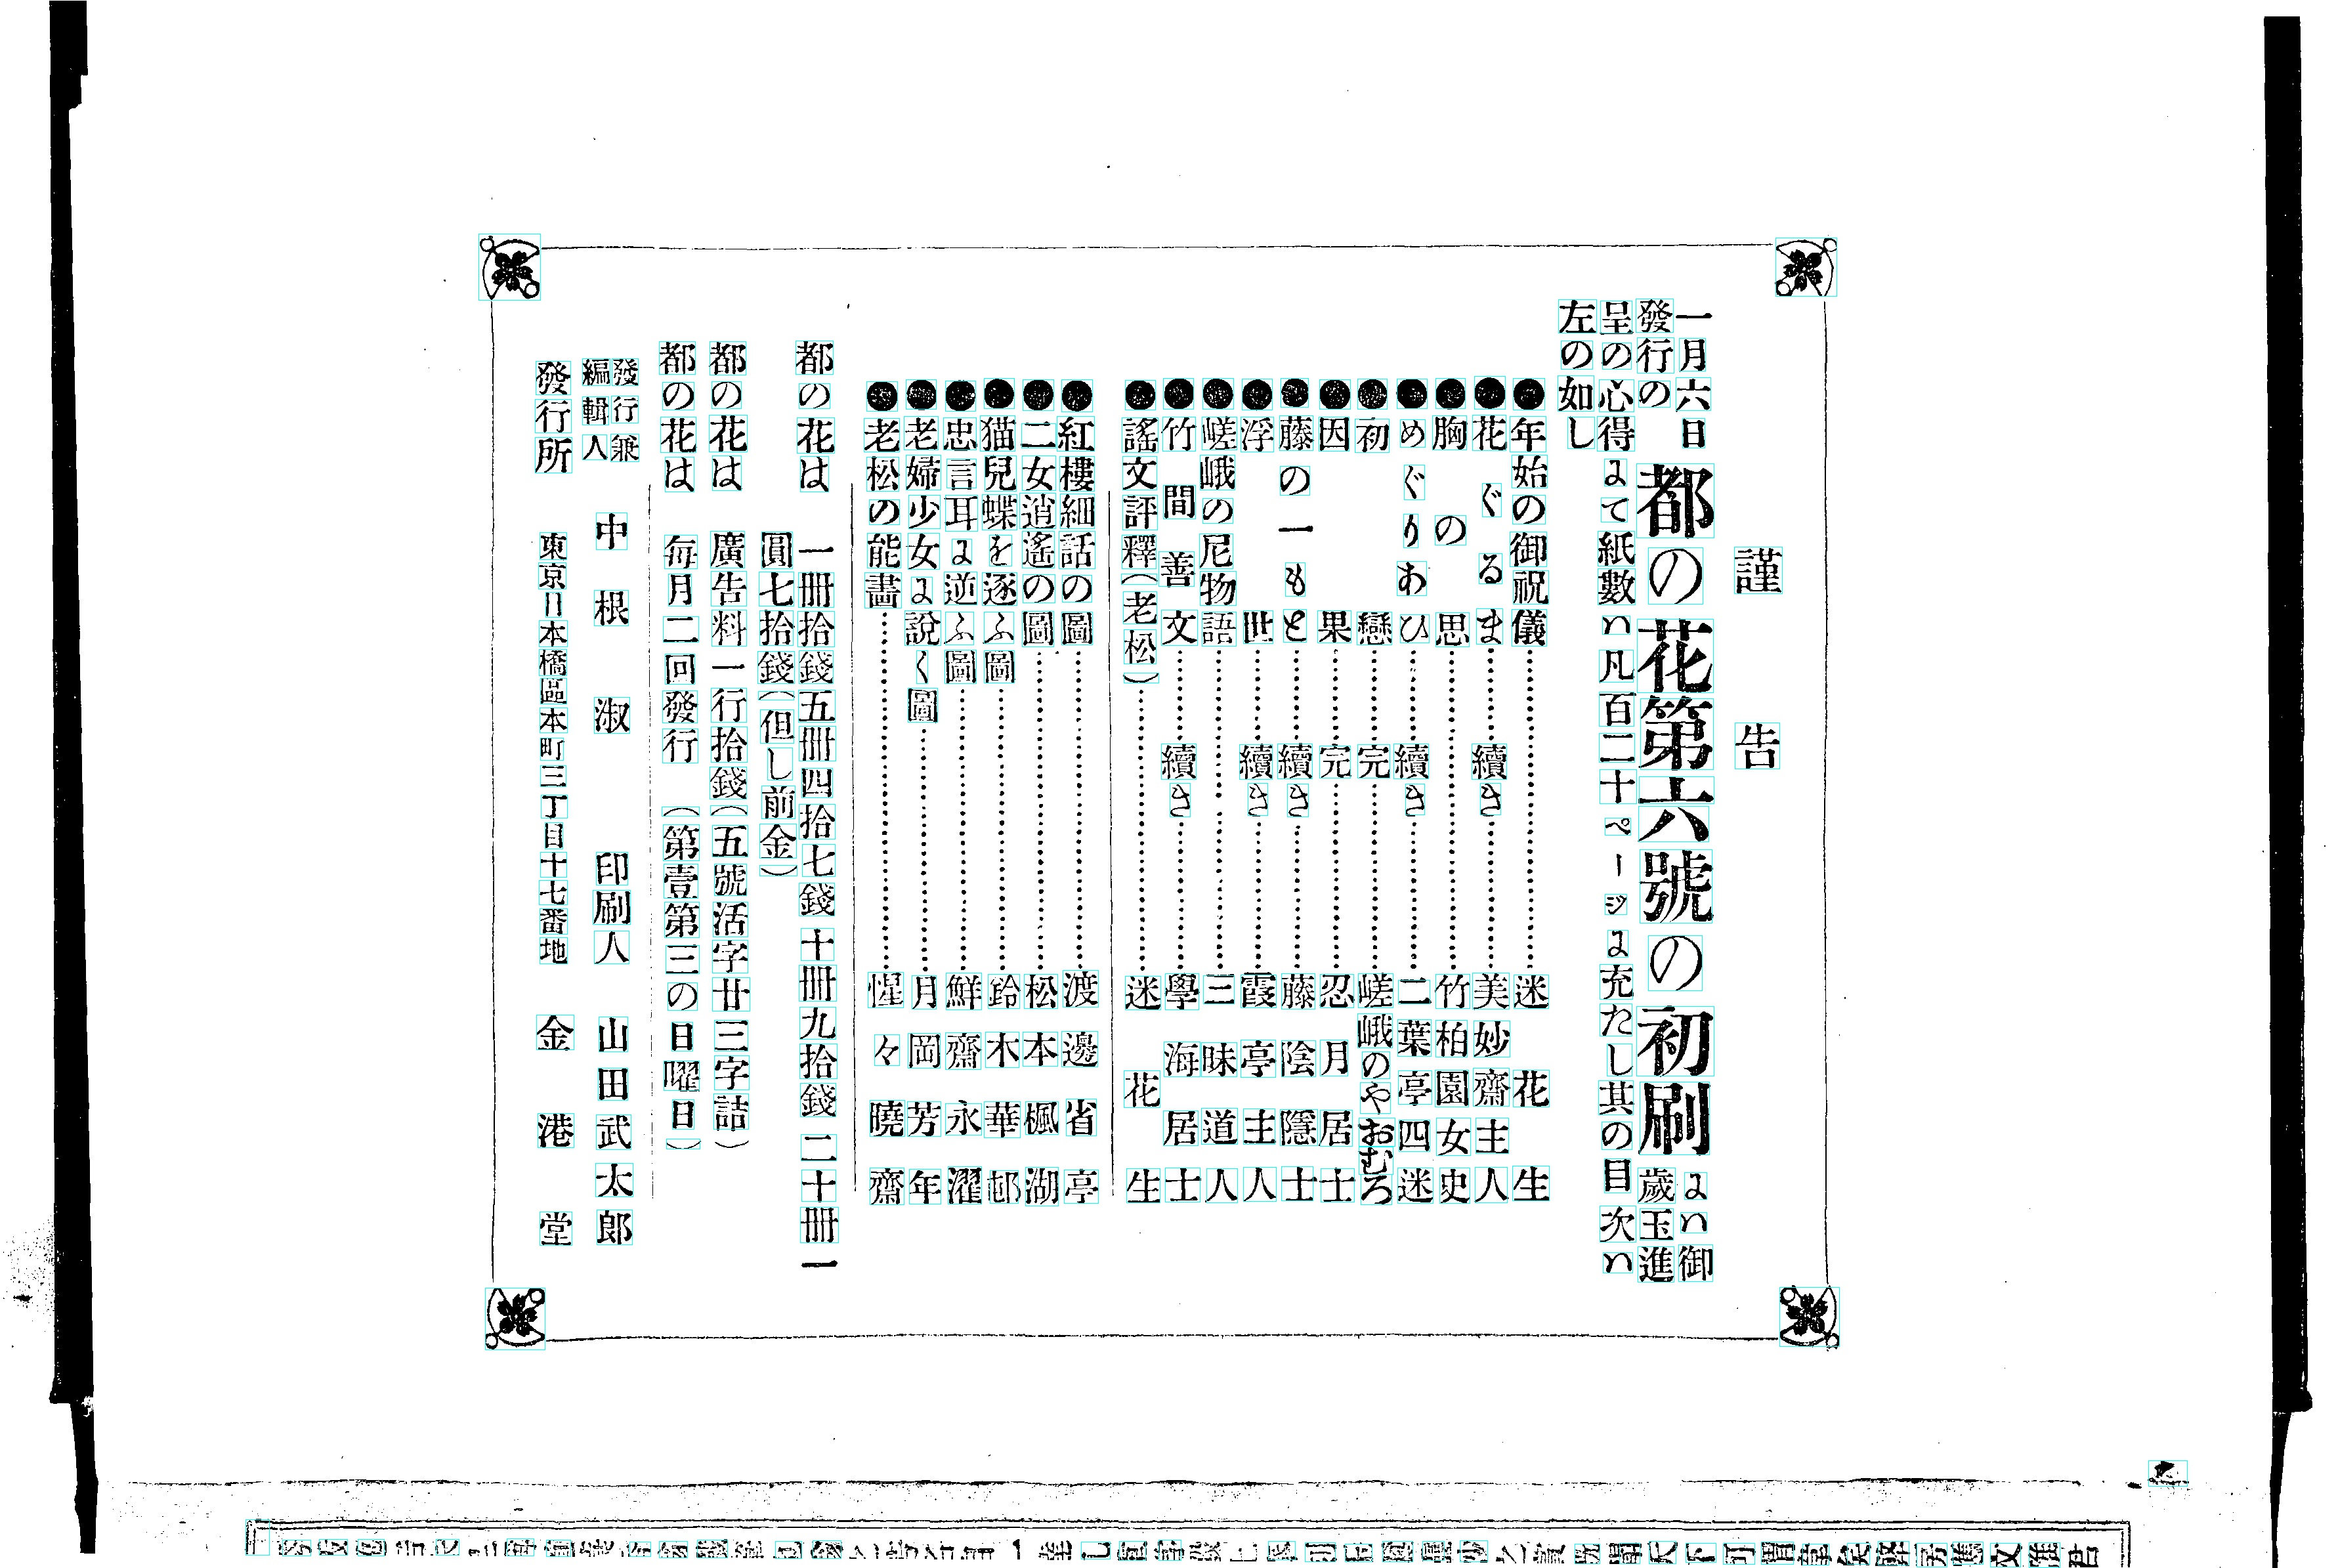 謹告
一月六日
發行の
都の花第六號の初刷
ょハ御
歲玉進
呈の心得よて紙數ハ凡百二十ページよ充たし其の目次ハ
左の如し
●年始の御祝儀……迷花生
●花ぐるま……續き……美妙齋主人
●胸の思……竹柏園女史
●めぐりあひ……續き……二葉亭四迷
●初戀……完……嵯峨のやおむろ
●因果……完……忍月居士
●藤の一もと……續き……藤陰隱士
●浮世……續き……霞亭主人
●嵯峨の尼物語……三昧道人
●竹間善文……續き……學海居士
●謠文評釋(老松)……迷花生
●紅樓細話の圖……渡邊省亭
●二女逍遙の圖……松本楓湖
●猫兒蝶を逐ふ圖……鈴木華邨
●忠言耳よ逆ふ圖……鮮齋永濯
●老婦少女よ說く圖……月岡芳年
●老松の能畵……惺々曉齋
都の花は 一冊拾錢五冊四拾七錢十冊九拾錢二十冊一
圓七拾錢(但し前金)
都の花は 廣告料一行拾錢(五號活字廿三字詰)
都の花は 每月二回發行 (第壹第三の日曜日)
發行兼
編輯人
中根淑 印刷人 山田武太郎
發行所 東京日本橋區本町三丁目十七番地 金港堂